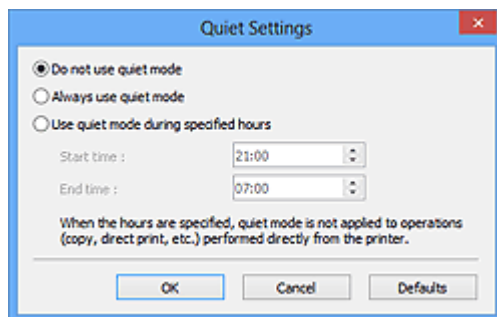 Quiet Settings
Do not use quiet mode
Always use quiet mode
Use quiet mode during specified hours
Start time : 21:00
End time : 07:00
When the hours are specified, quiet mode is not applied to operations
(copy, direct print, etc.) performed directly from the printer.
OK Cancel Defaults